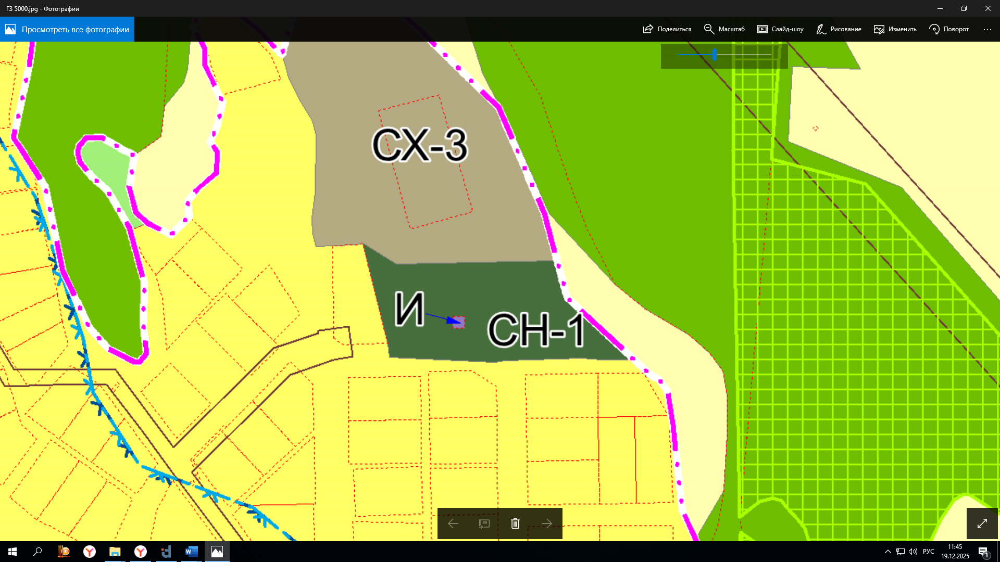 ГЗ 5000.jpg - Фотографии
Просмотреть все фотографии
Поделиться
Масштаб
Слайд-шоу
Рисование
Изменить
Поворот
СХ-3
И
СН-1
РУС
11:45
19.12.2025
1